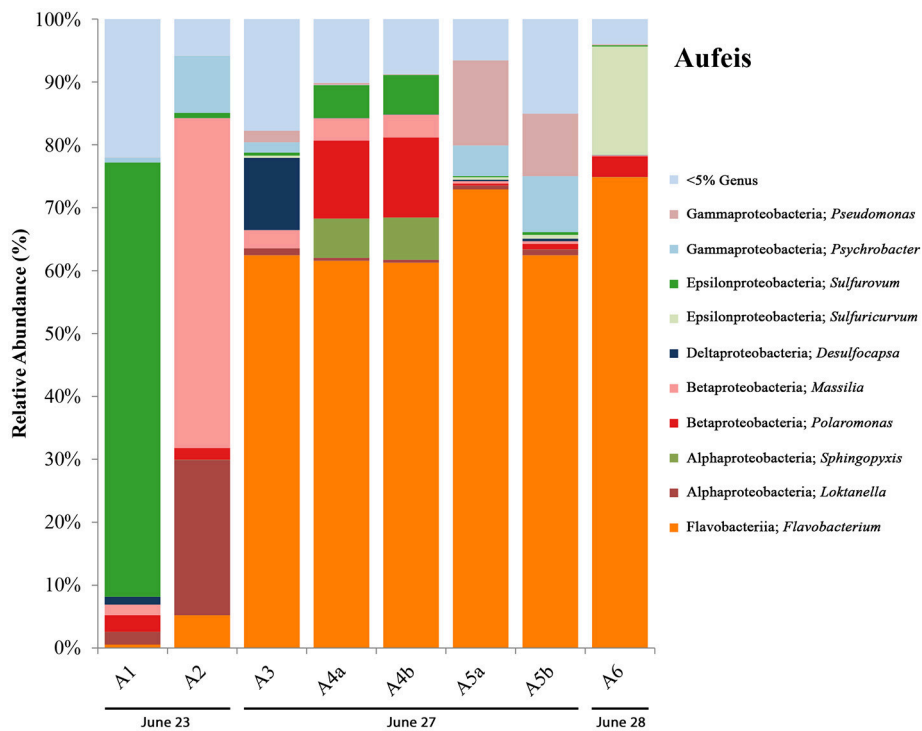 Aufeis
Relative Abundance (%)
100%
90%
80%
70%
60%
50%
40%
30%
20%
10%
0%
<5% Genus
Gammaproteobacteria; Pseudomonas
Gammaproteobacteria; Psychrobacter
Epsilonproteobacteria; Sulfurovum
Epsilonproteobacteria; Sulfuricurvum
Deltaproteobacteria; Desulfocapsa
Betaproteobacteria; Massilia
Betaproteobacteria; Polaromonas
Alphaproteobacteria; Sphingopyxis
Alphaproteobacteria; Loktanella
Flavobacteriia; Flavobacterium
A1
A2
A3
A4a
A4b
A5a
A5b
A6
June 23
June 27
June 28